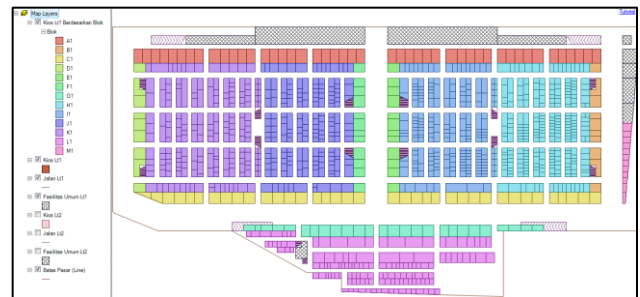 Map Layers
Kios Lt1 Berdasarkan Blok
Blok
A1
B1
C1
D1
E1
F1
G1
H1
I1
J1
K1
L1
M1
Kios Lt1
Jalan Lt1
Fasilitas Umum Lt1
Kios Lt2
Jalan Lt2
Fasilitas Umum Lt2
Batas Pasar (Line)
Tutorial